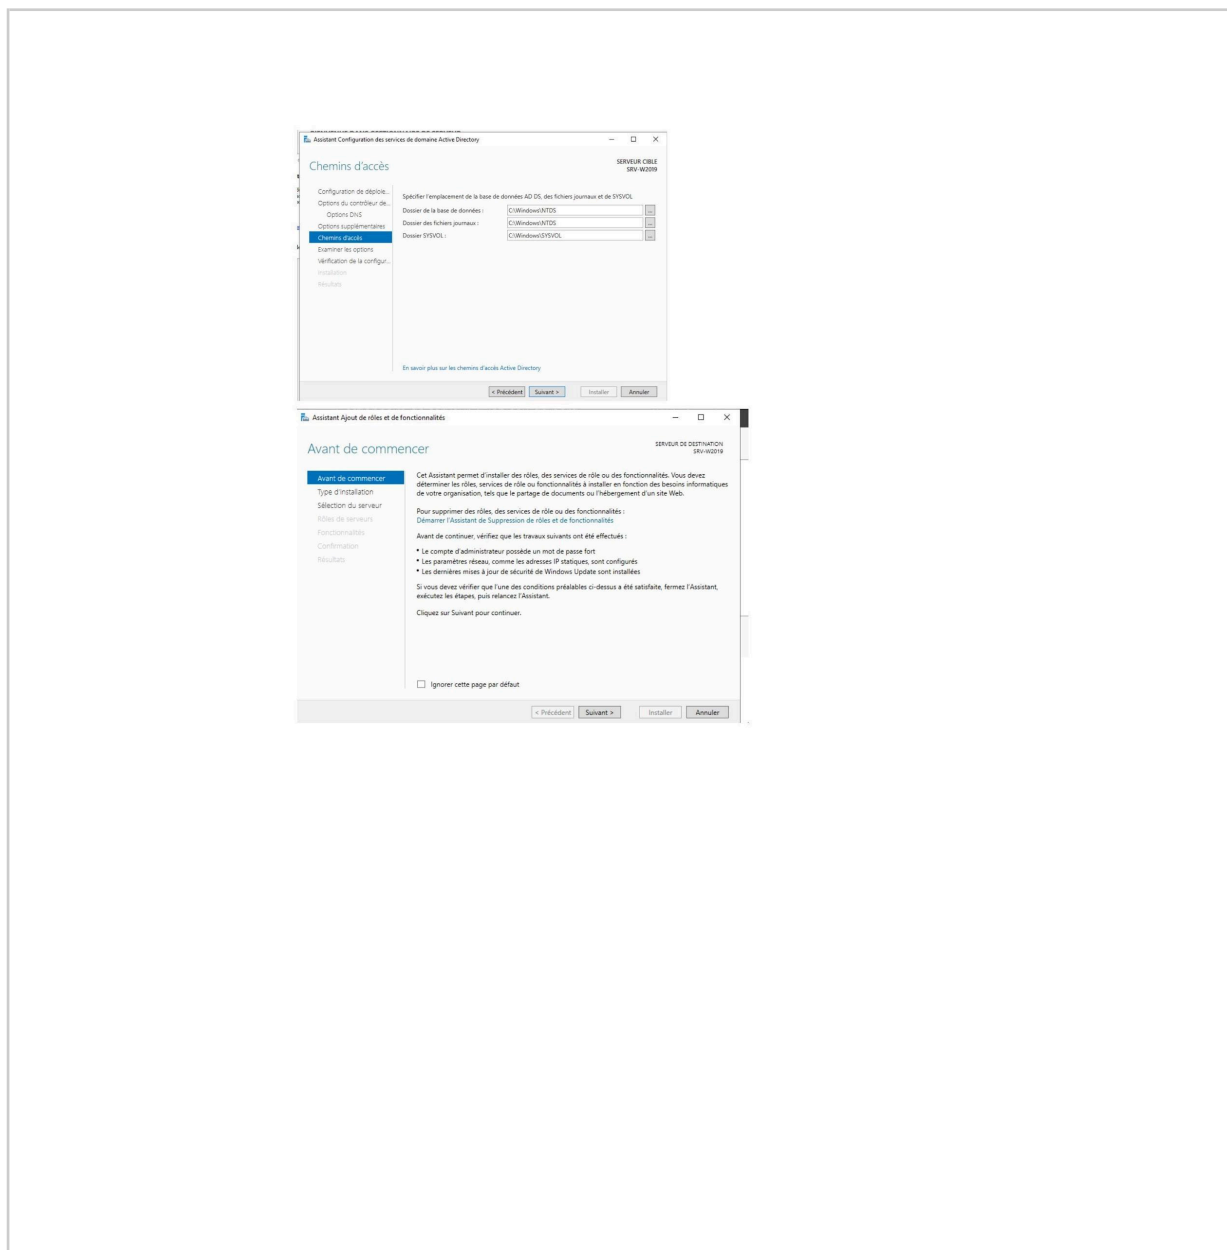 Assistant Configuration des services de domaine Active Directory
Chemins d'accès
SERVEUR CIBLE
SRV-W2019
Configuration de déploie...
Options du contrôleur de...
Options DNS
Options supplémentaires
Chemins d'accès
Examiner les options
Vérification de la configur...
Installation
Résultats
Spécifier l'emplacement de la base de données AD DS, des fichiers journaux et de SYSVOL
Dossier de la base de données : C:\Windows\NTDS ...
Dossier des fichiers journaux : C:\Windows\NTDS ...
Dossier SYSVOL : C:\Windows\SYSVOL ...
En savoir plus sur les chemins d'accès Active Directory
< Précédent Suivant > Installer Annuler
Assistant Ajout de rôles et de fonctionnalités
Avant de commencer
SERVEUR DE DESTINATION
SRV-W2019
Avant de commencer
Type d'installation
Sélection du serveur
Rôles de serveurs
Fonctionnalités
Confirmation
Résultats
Cet Assistant permet d'installer des rôles, des services de rôle ou des fonctionnalités. Vous devez
déterminer les rôles, services de rôle ou fonctionnalités à installer en fonction des besoins informatiques
de votre organisation, tels que le partage de documents ou l'hébergement d'un site Web.
Pour supprimer des rôles, des services de rôle ou des fonctionnalités :
Démarrer l'Assistant de Suppression de rôles et de fonctionnalités
Avant de continuer, vérifiez que les travaux suivants ont été effectués :
• Le compte d'administrateur possède un mot de passe fort
• Les paramètres réseau, comme les adresses IP statiques, sont configurés
• Les dernières mises à jour de sécurité de Windows Update sont installées
Si vous devez vérifier que l'une des conditions préalables ci-dessus a été satisfaite, fermez l'Assistant,
exécutez les étapes, puis relancez l'Assistant.
Cliquez sur Suivant pour continuer.
Ignorer cette page par défaut
< Précédent Suivant > Installer Annuler